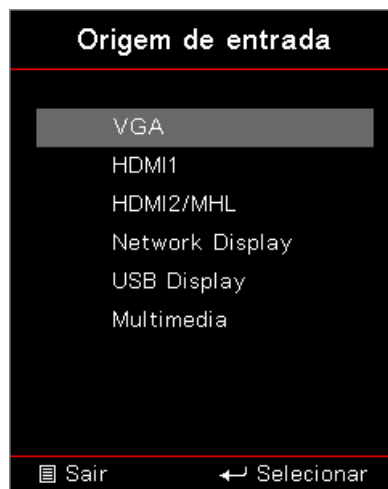 Origem de entrada
VGA
HDMI1
HDMI2/MHL
Network Display
USB Display
Multimedia
Sair Selecionar